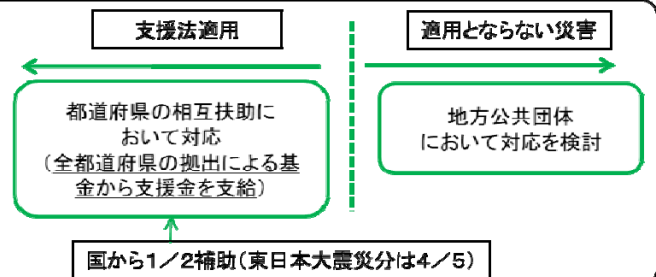 支援法適用
適用とならない災害
都道府県の相互扶助に
おいて対応
(全都道府県の拠出による基
金から支援金を支給)
地方公共団体
において対応を検討
国から1/2補助(東日本大震災分は4/5)